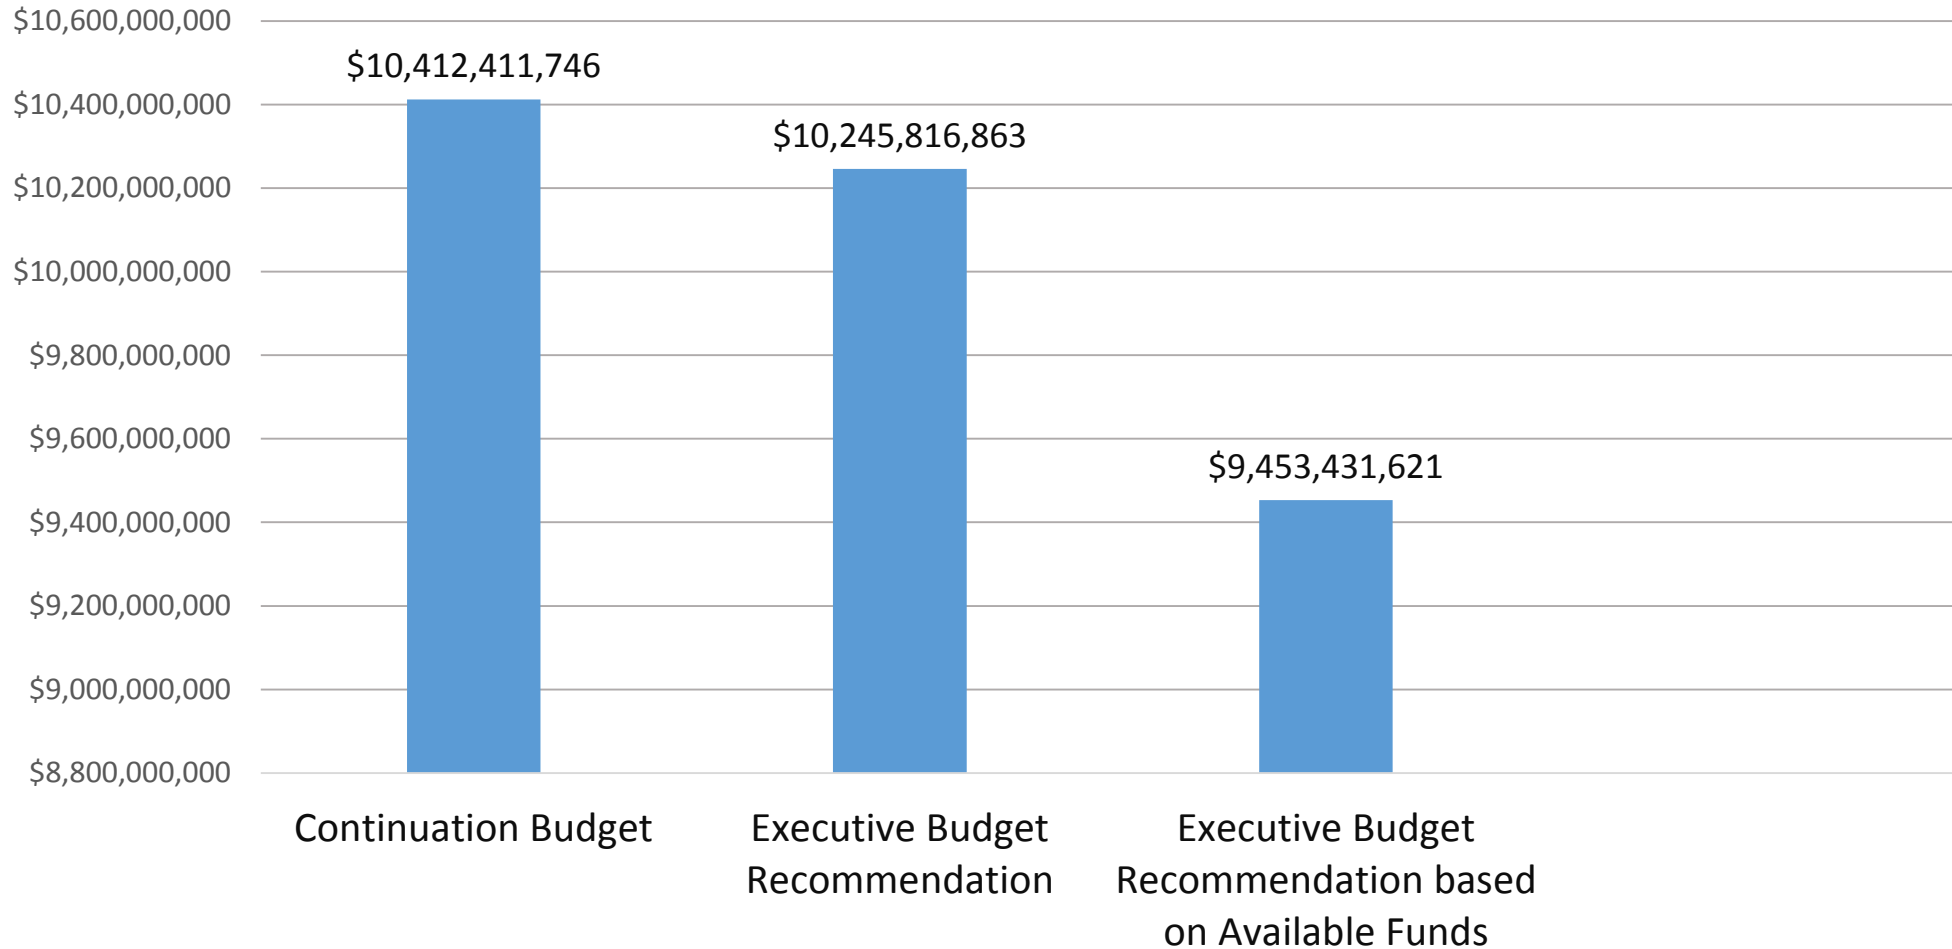 $10,600,000,000
$10,400,000,000
$10,200,000,000
$10,000,000,000
$9,800,000,000
$9,600,000,000
$9,400,000,000
$9,200,000,000
$9,000,000,000
$8,800,000,000
$10,412,411,746
$10,245,816,863
$9,453,431,621
Continuation Budget
Executive Budget
Recommendation
Executive Budget
Recommendation based
on Available Funds